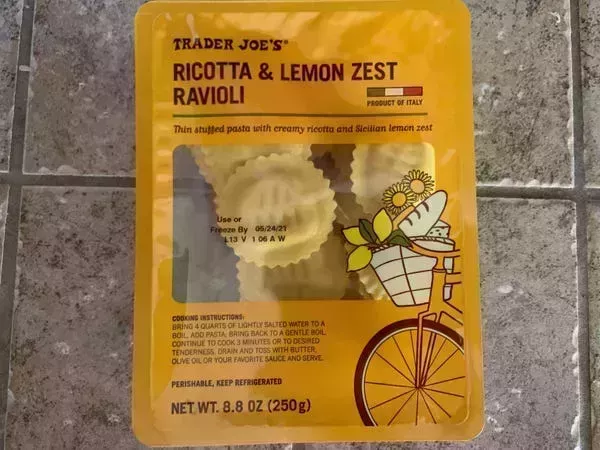 TRADER JOE'S®
RICOTTA & LEMON ZEST
RAVIOLI
PRODUCT OF ITALY
Thin stuffed pasta with creamy ricotta and Sicilian lemon zest
Use or
Freeze By 05/24/21
L13 V 1 06 A W
COOKING INSTRUCTIONS:
BRING 4 QUARTS OF LIGHTLY SALTED WATER TO A
BOIL, ADD PASTA; BRING BACK TO A GENTLE BOIL.
CONTINUE TO COOK 3 MINUTES OR TO DESIRED
TENDERNESS. DRAIN AND TOSS WITH BUTTER,
OLIVE OIL OR YOUR FAVORITE SAUCE AND SERVE.
PERISHABLE, KEEP REFRIGERATED
NET WT. 8.8 OZ (250g)